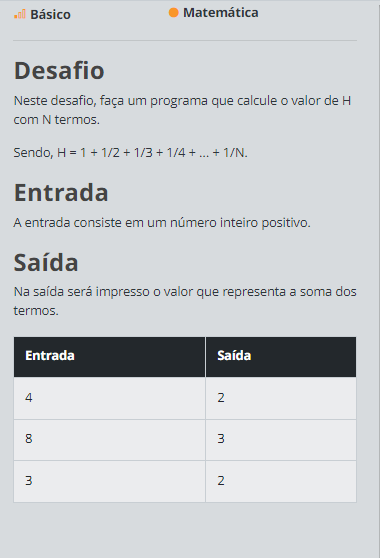 Básico
Matemática
Desafio
Neste desafio, faça um programa que calcule o valor de H
com N termos.
Sendo, H = 1 + 1/2 + 1/3 + 1/4 + ... + 1/N.
Entrada
A entrada consiste em um número inteiro positivo.
Saída
Na saída será impresso o valor que representa a soma dos
termos.
Entrada Saída
4 2
8 3
3 2